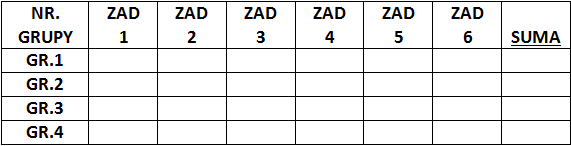 NR. GRUPY ZAD 1 ZAD 2 ZAD 3 ZAD 4 ZAD 5 ZAD 6 SUMA
GR.1
GR.2
GR.3
GR.4